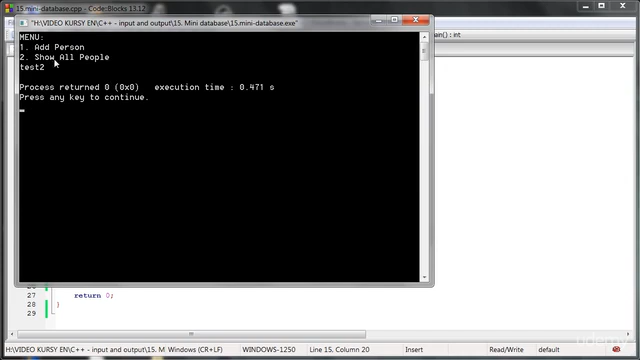 15.mini-database.cpp - Code::Blocks 13.12
"H:\VIDEO KURSY EN\C++ - input and output\15. Mini database\15.mini-database.exe"
main() : int
MENU:
1. Add Person
2. Show All People
test2
Process returned 0 (0x0)   execution time : 0.471 s
Press any key to continue.
27 return 0;
28 }
29
H:\VIDEO KURSY EN\C++ - input and output\15. M Windows (CR+LF) WINDOWS-1250 Line 15, Column 20 Insert Read/Write default
udemy